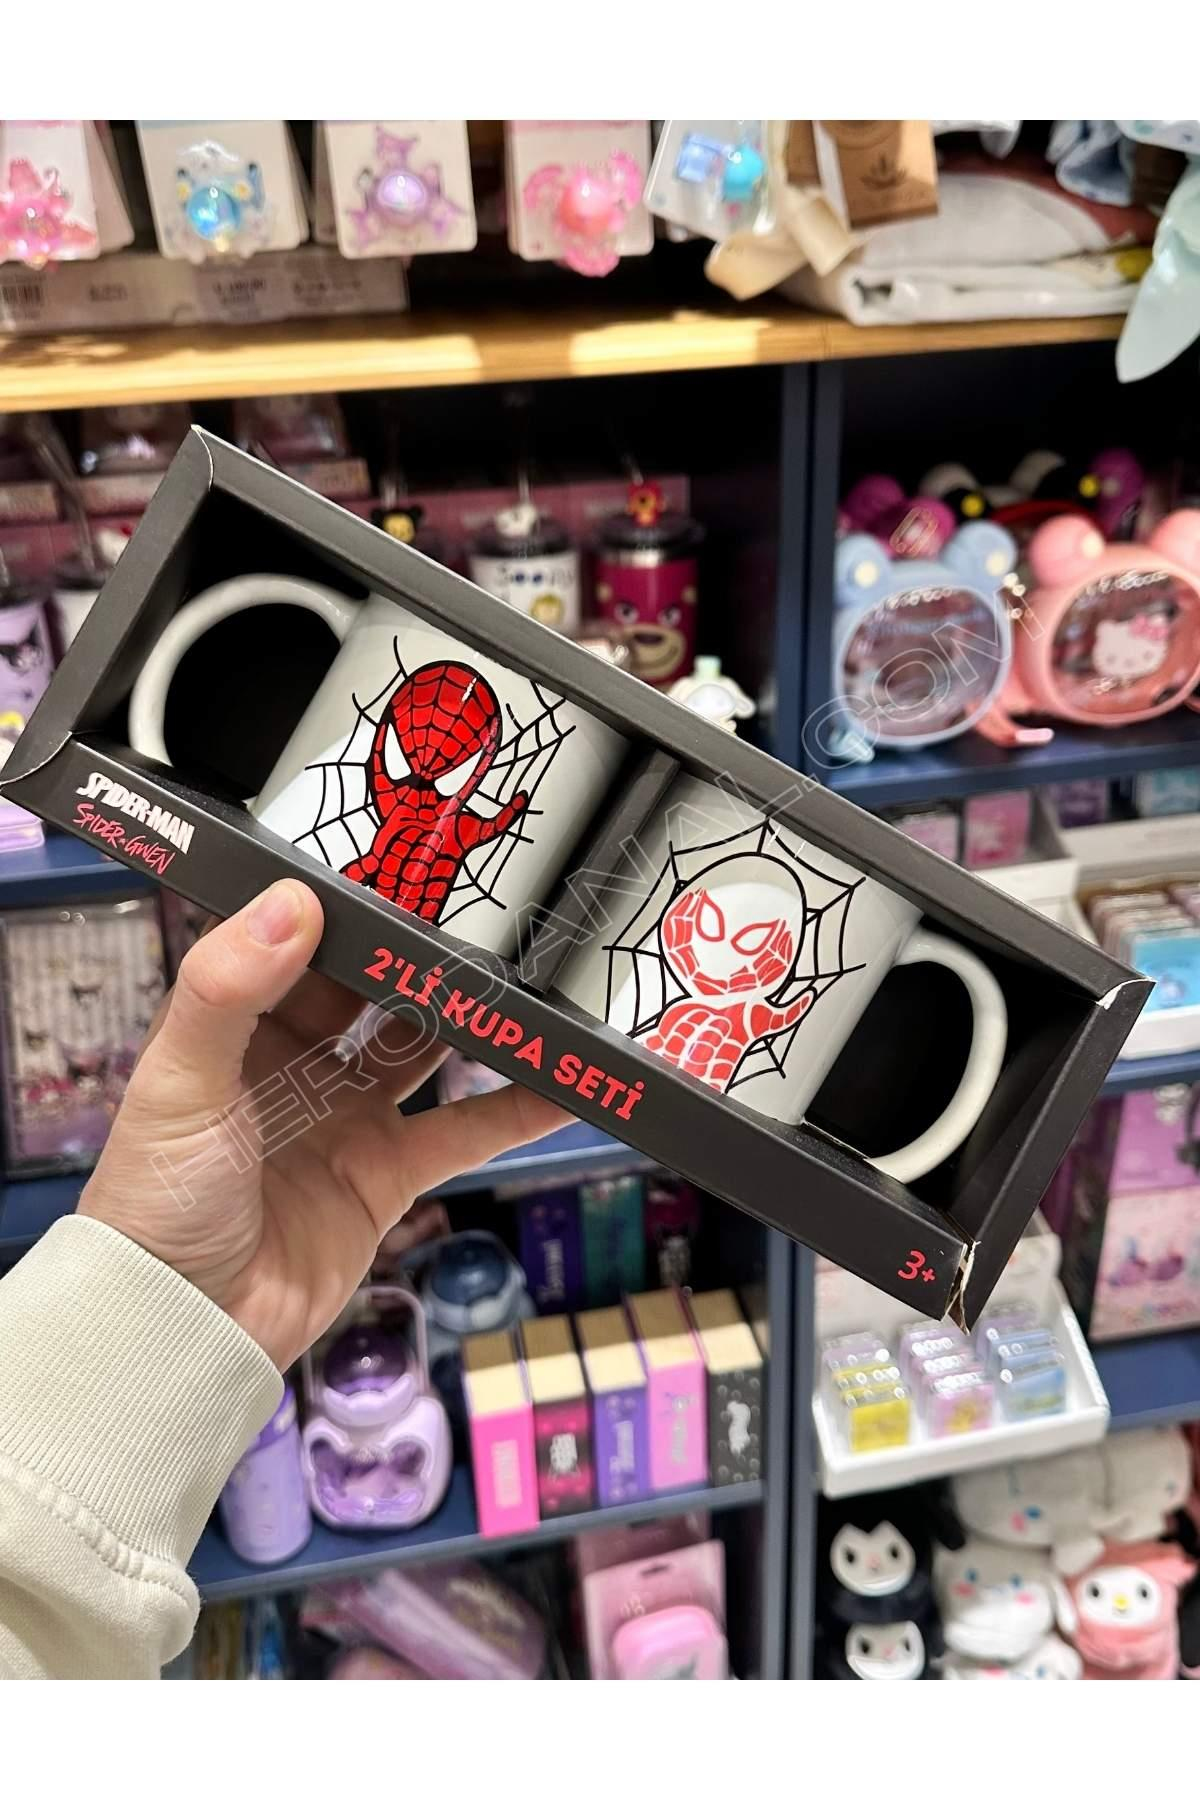 SPIDER-MAN
SPIDER-GWEN
2'Lİ KUPA SETİ
3+
HERODANAL.COM